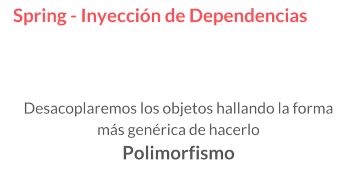 Spring - Inyección de Dependencias
Desacoplaremos los objetos hallando la forma
más genérica de hacerlo
Polimorfismo